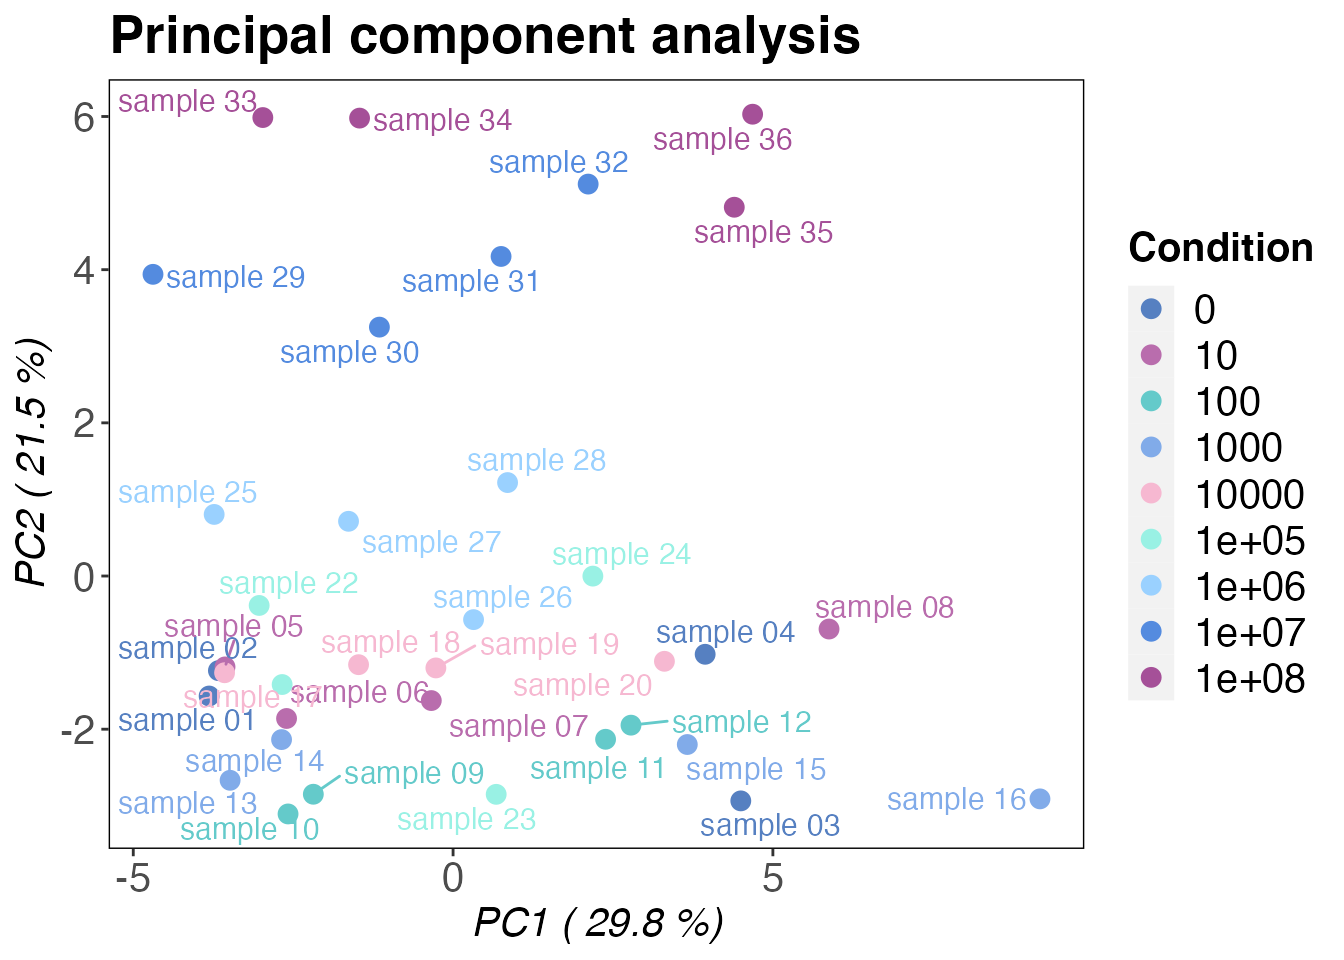 Principal component analysis
sample 33
sample 34
sample 36
sample 32
sample 35
sample 29
sample 31
sample 30
sample 28
sample 25
sample 27
sample 24
sample 22
sample 26
sample 08
sample 05
sample 04
sample 02
sample 18
sample 19
sample 20
sample 17
sample 06
sample 01
sample 07
sample 12
sample 14
sample 11
sample 15
sample 09
sample 13
sample 16
sample 10
sample 23
sample 03
6
4
2
0
-2
-5
0
5
PC1 ( 29.8 %)
PC2 ( 21.5 %)
Condition
0
10
100
1000
10000
1e+05
1e+06
1e+07
1e+08